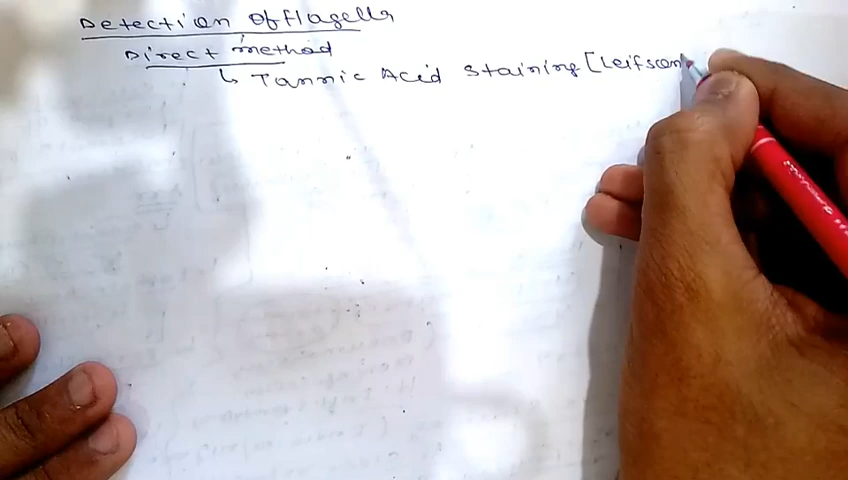 Detection of flagella
Direct method
↳ Tannic Acid Staining [Leifson